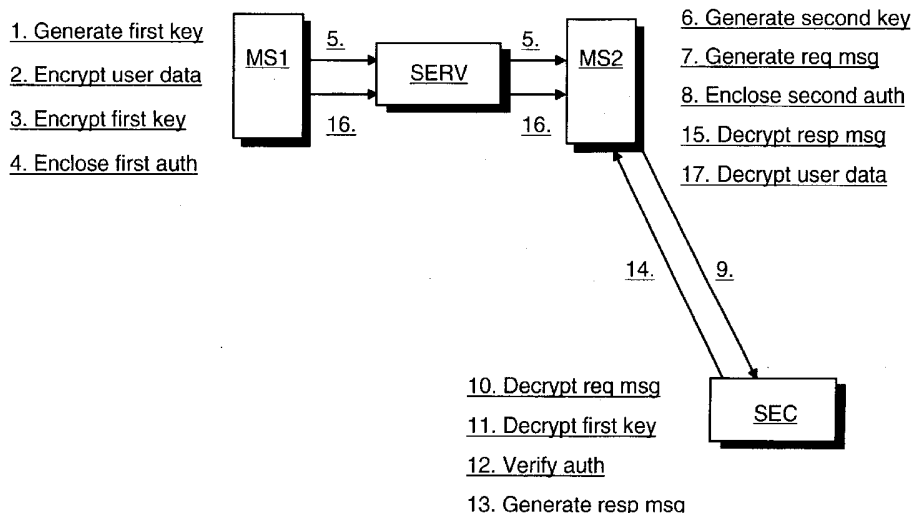 1. Generate first key
2. Encrypt user data
3. Encrypt first key
4. Enclose first auth
MS1
5.
16.
SERV
5.
16.
MS2
6. Generate second key
7. Generate req msg
8. Enclose second auth
15. Decrypt resp msg
17. Decrypt user data
14.
9.
10. Decrypt req msg
11. Decrypt first key
12. Verify auth
13. Generate resp msg
SEC